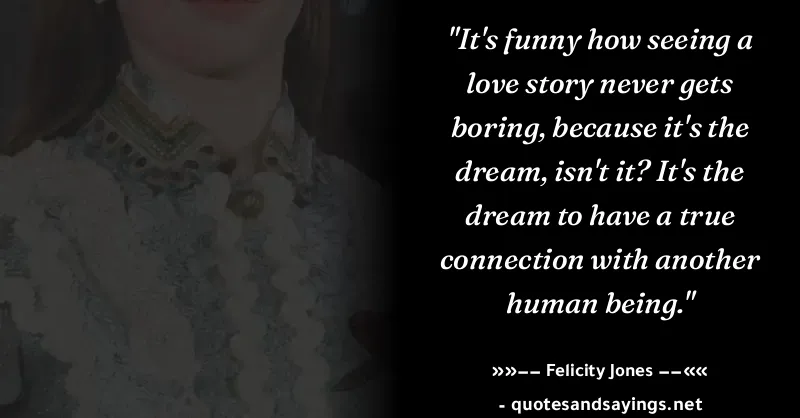 "It's funny how seeing a
love story never gets
boring, because it's the
dream, isn't it? It's the
dream to have a true
connection with another
human being."
»»–– Felicity Jones ––««
- quotesandsayings.net